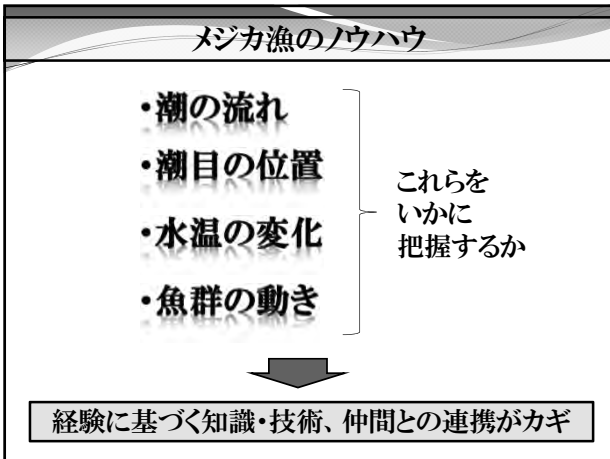 メジカ漁のノウハウ
・潮の流れ
・潮目の位置
・水温の変化
・魚群の動き
これらを
いかに
把握するか
経験に基づく知識・技術、仲間との連携がカギ